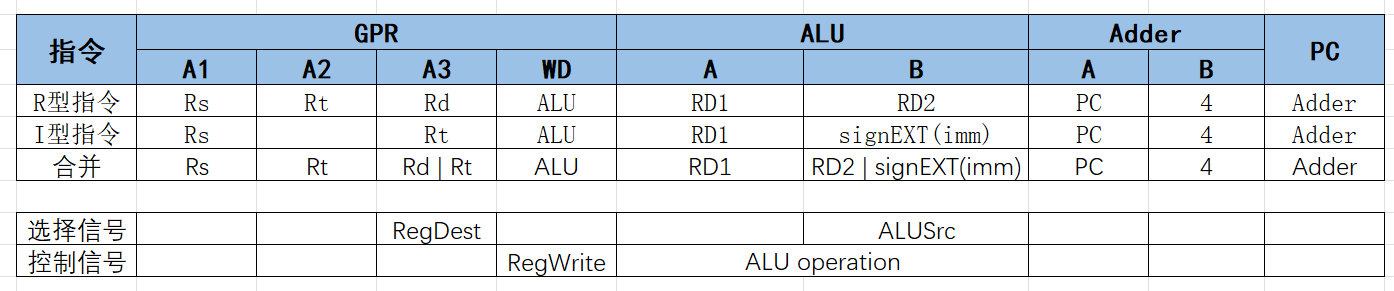 指令 GPR ALU Adder PC
A1 A2 A3 WD A B A B
R型指令 Rs Rt Rd ALU RD1 RD2 PC 4 Adder
I型指令 Rs Rt ALU RD1 signEXT(imm) PC 4 Adder
合并 Rs Rt Rd | Rt ALU RD1 RD2 | signEXT(imm) PC 4 Adder
选择信号 RegDest ALUSrc
控制信号 RegWrite ALU operation